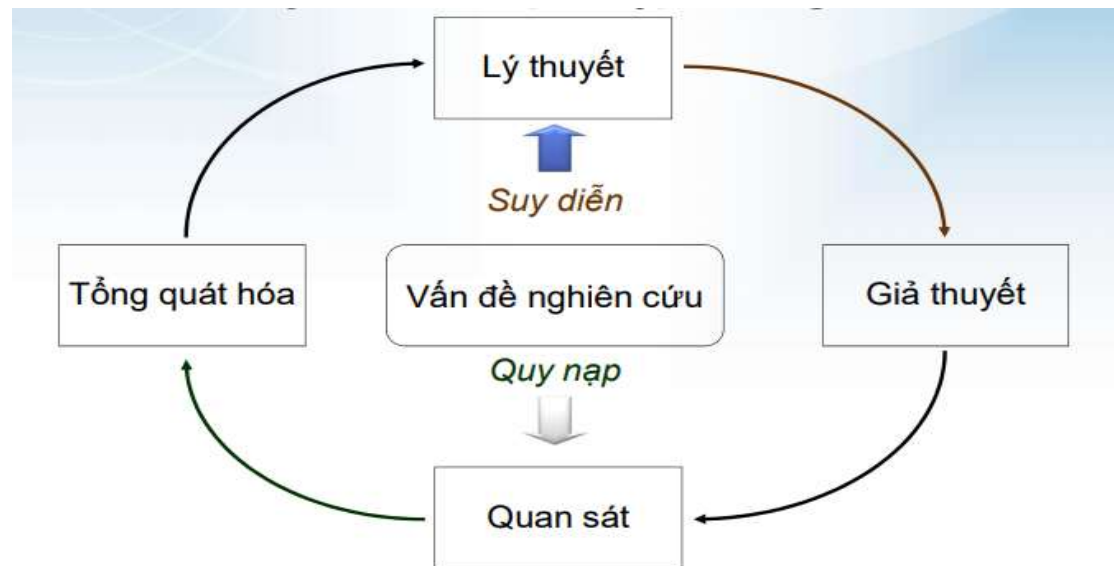 Lý thuyết
Suy diễn
Tổng quát hóa
Vấn đề nghiên cứu
Giả thuyết
Quy nạp
Quan sát